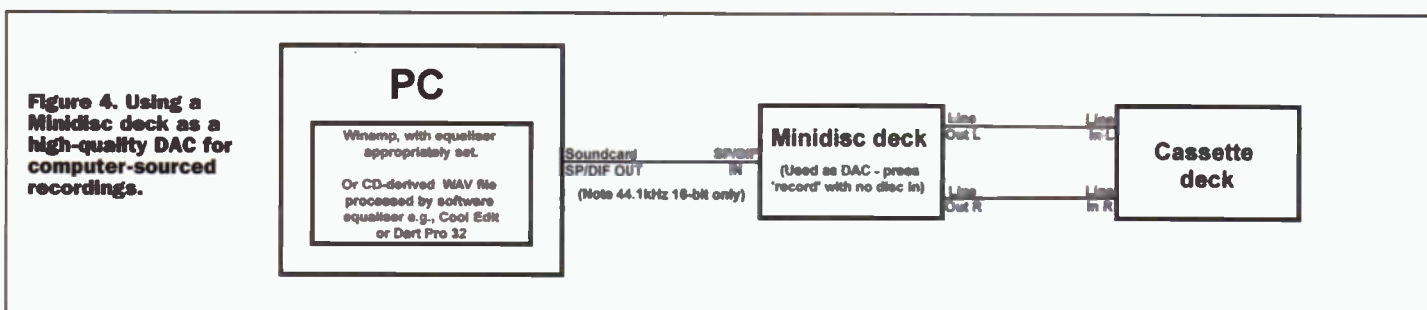 Figure 4. Using a
Minidisc deck as a
high-quality DAC for
computer-sourced
recordings.
PC
Winamp, with equaliser
appropriately set.
Or CD-derived WAV file
processed by software
equaliser e.g., Cool Edit
or Dart Pro 32
Soundcard
SP/DIF OUT
SP/DIF
IN
(Note 44.1kHz 16-bit only)
Minidisc deck
(Used as DAC - press
'record' with no disc in)
Line
Out L
Line
In L
Line
Out R
Line
In R
Cassette
deck